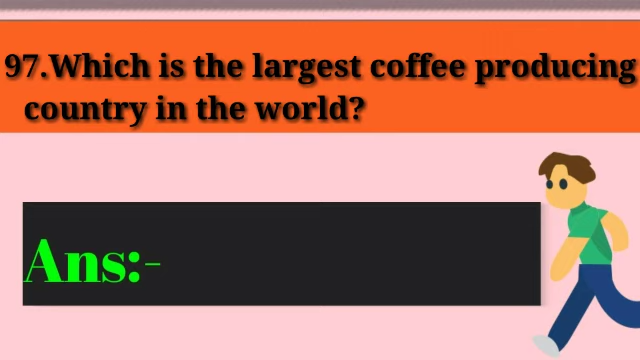 97.Which is the largest coffee producing
country in the world?
Ans:-